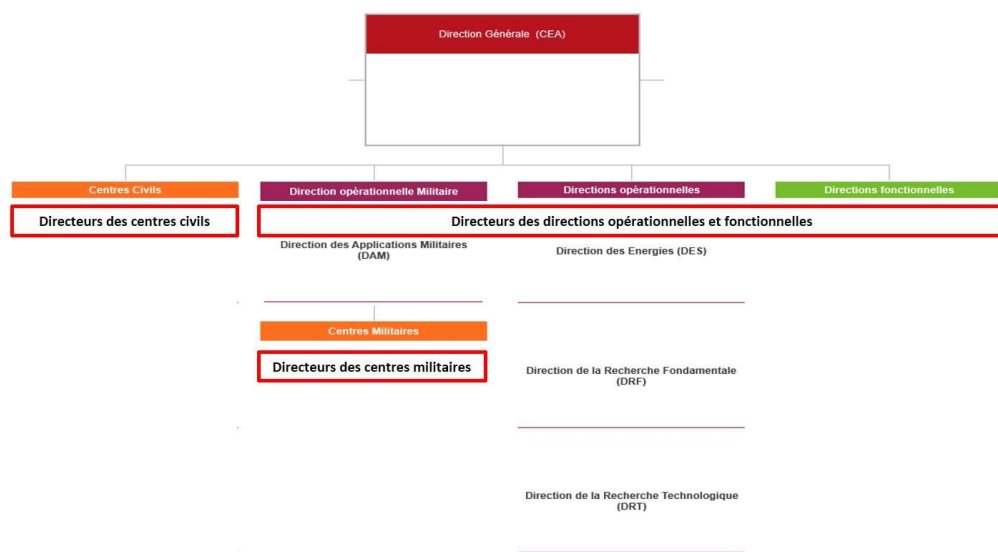 Direction Générale (CEA)
Centres Civils
Direction opérationnelle Militaire
Directions opérationnelles
Directions fonctionnelles
Directeurs des centres civils
Directeurs des directions opérationnelles et fonctionnelles
Direction des Applications Militaires
(DAM)
Direction des Energies (DES)
Centres Militaires
Directeurs des centres militaires
Direction de la Recherche Fondamentale
(DRF)
Direction de la Recherche Technologique
(DRT)